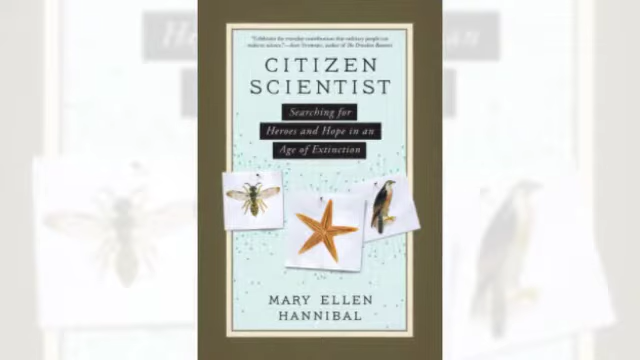 CITIZEN
SCIENTIST
Searching for
Heroes and Hope in an
Age of Extinction
MARY ELLEN
HANNIBAL